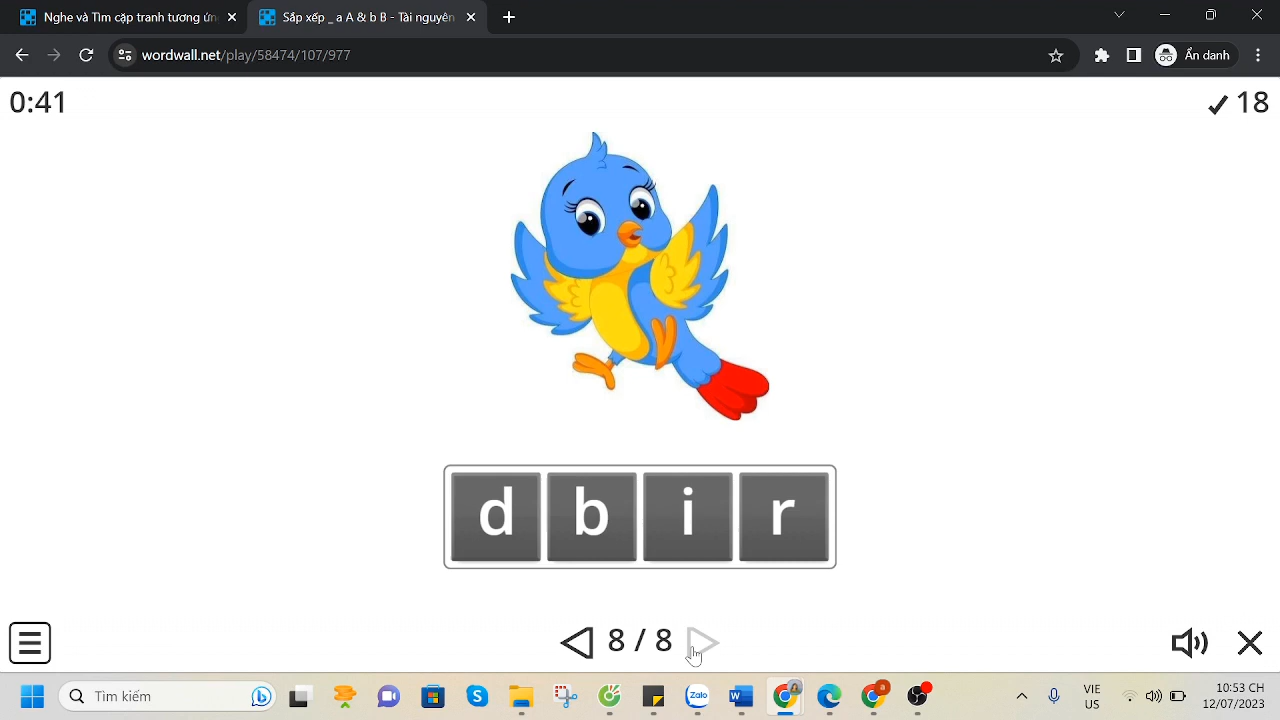 Nghe và Tìm cặp tranh tương ứn
Sắp xếp _ a A & b B - Tài nguyên
wordwall.net/play/58474/107/977
Ẩn danh
0:41
18
d b i r
8 / 8
Tìm kiếm
Zalo
VIE
US
10:53 CH
12/07/2023